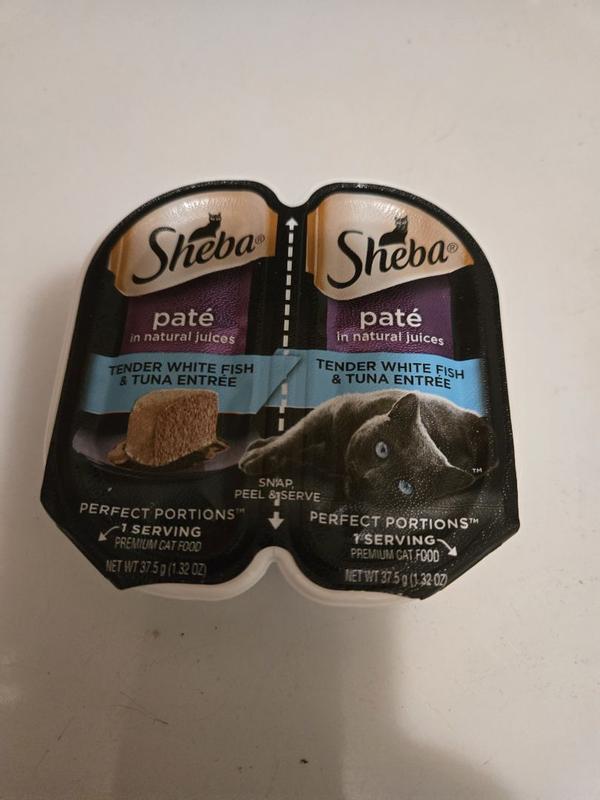 Sheba®
paté
in natural juices
TENDER WHITE FISH
& TUNA ENTRÉE
PERFECT PORTIONS™
1 SERVING
PREMIUM CAT FOOD
NET WT 37.5 g (1.32 OZ)
SNAP,
PEEL & SERVE
Sheba®
paté
in natural juices
TENDER WHITE FISH
& TUNA ENTRÉE
TM
PERFECT PORTIONS™
1 SERVING
PREMIUM CAT FOOD
NET WT 37.5 g (1.32 OZ)